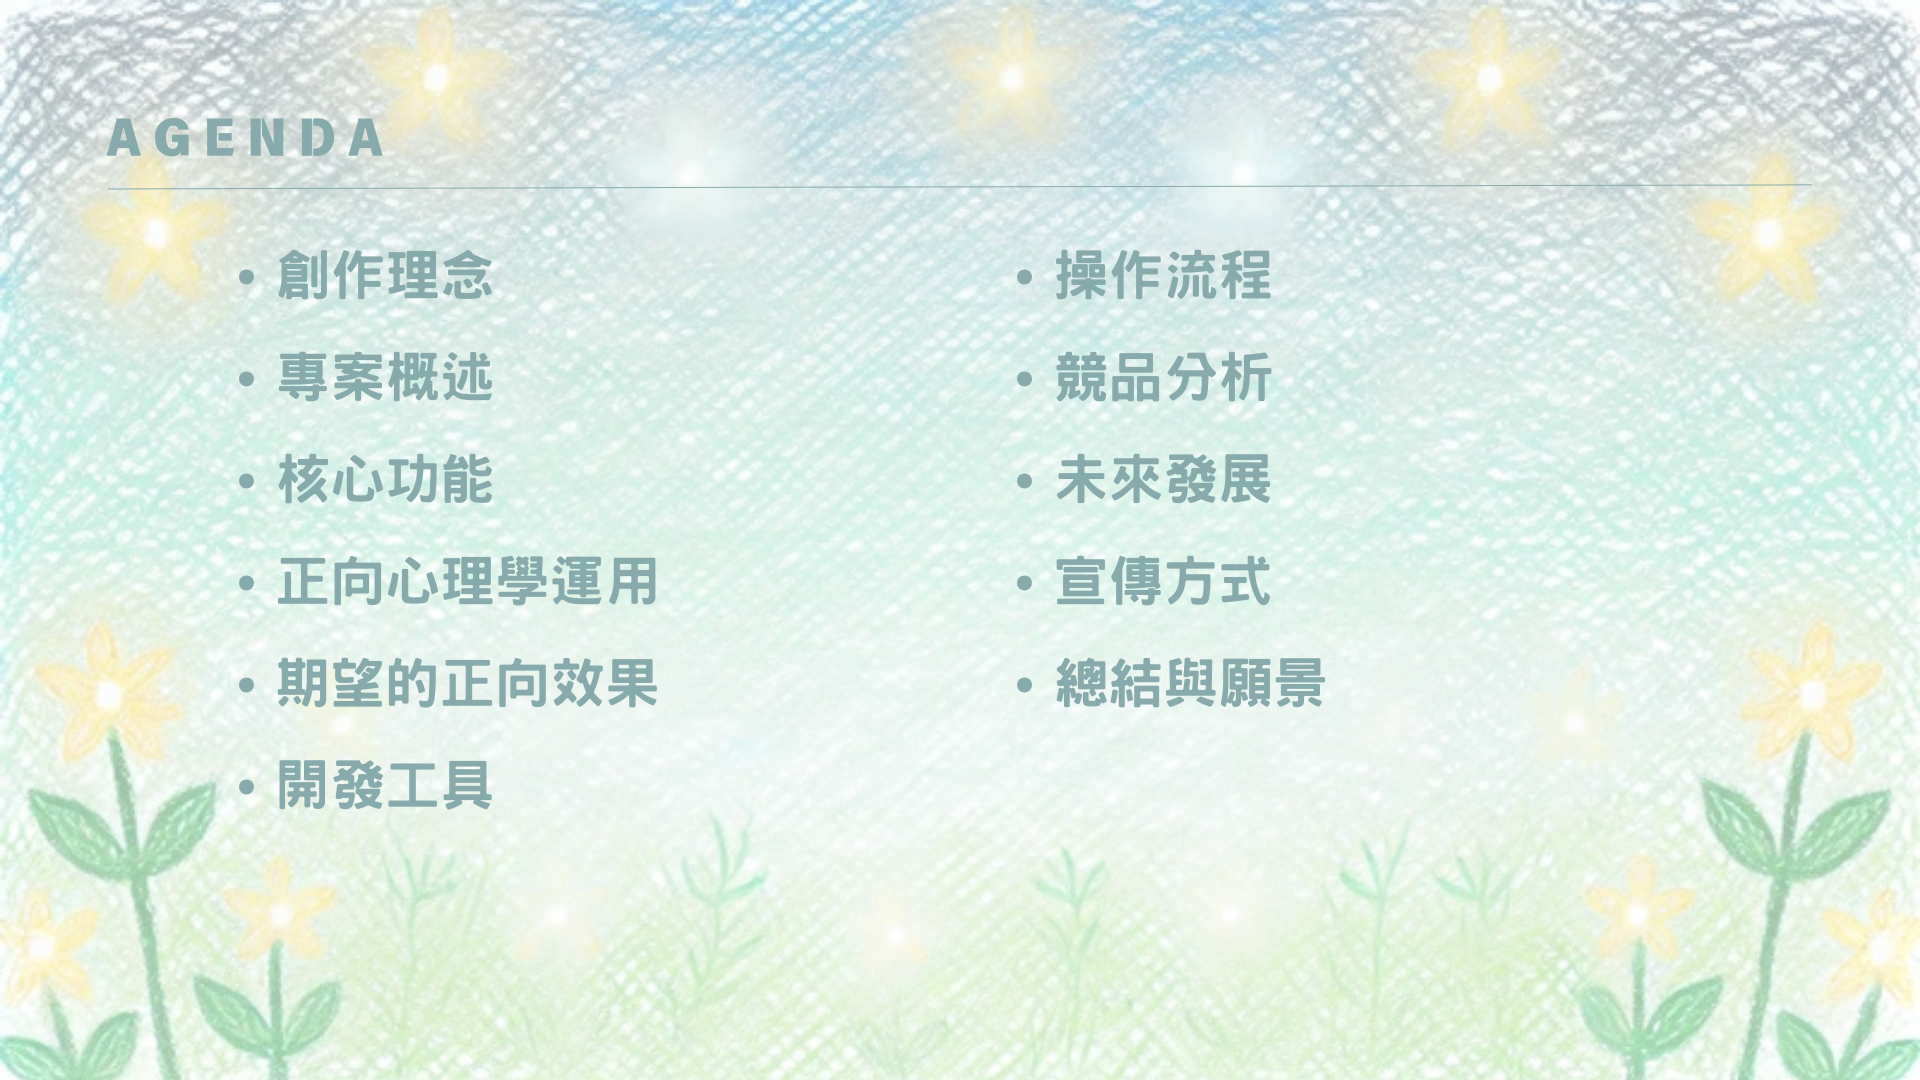 AGENDA
• 創作理念
• 專案概述
• 核心功能
• 正向心理學運用
• 期望的正向效果
• 開發工具
• 操作流程
• 競品分析
• 未來發展
• 宣傳方式
• 總結與願景